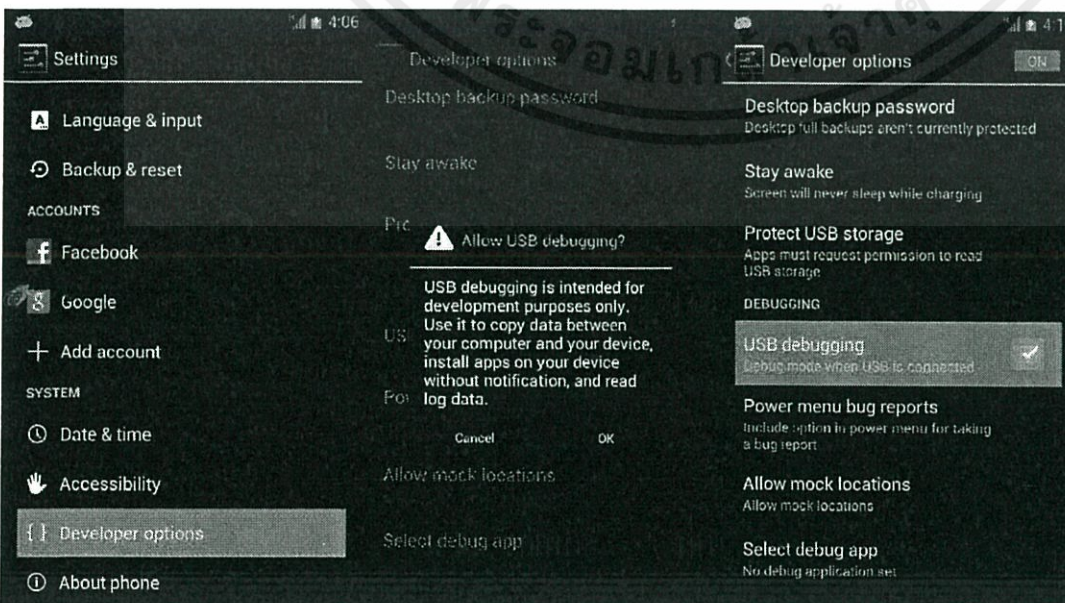 4:06
Settings
Language & input
Backup & reset
ACCOUNTS
Facebook
Google
Add account
SYSTEM
Date & time
Accessibility
{ } Developer options
About phone
Developer options
Desktop backup password
Stay awake
Allow USB debugging?
USB debugging is intended for
development purposes only.
Use it to copy data between
your computer and your device,
install apps on your device
without notification, and read
log data.
Cancel
OK
Allow mock locations
Select debug app
Developer options
ON
Desktop backup password
Desktop full backups aren't currently protected
Stay awake
Screen will never sleep while charging
Protect USB storage
Apps must request permission to read
USB storage
DEBUGGING
USB debugging
Debug mode when USB is connected
Power menu bug reports
Include option in power menu for taking
a bug report
Allow mock locations
Allow mock locations
Select debug app
No debug application set